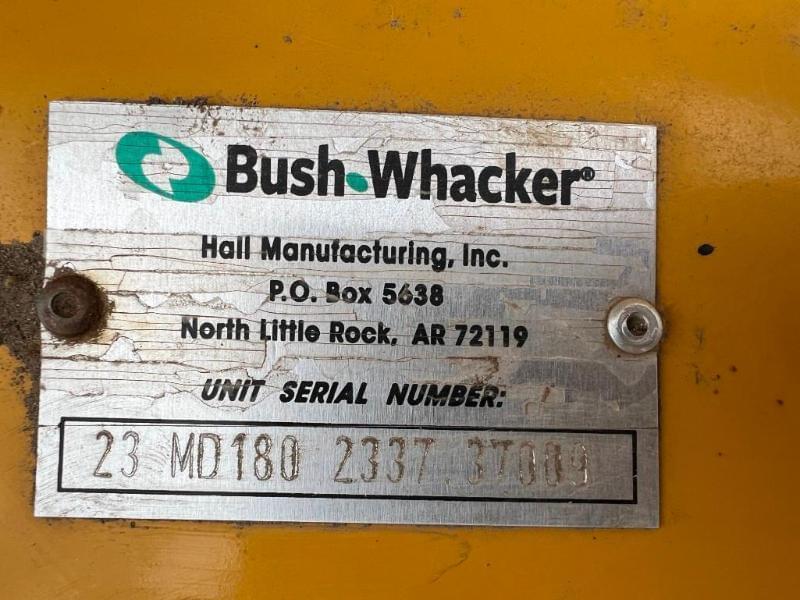 Bush-Whacker®
Hall Manufacturing, Inc.
P.O. Box 5638
North Little Rock, AR 72119
UNIT SERIAL NUMBER:
23 MD180 2337